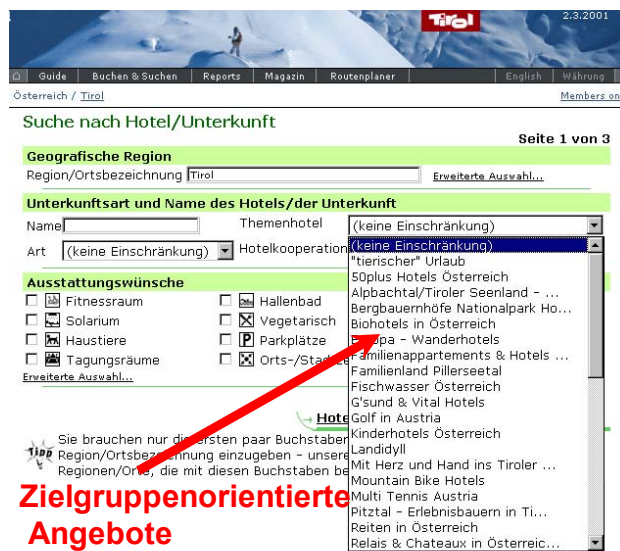 Tirol
2.3.2001
Guide Buchen & Suchen Reports Magazin Routenplaner English Währung
Österreich / Tirol Members on
Suche nach Hotel/Unterkunft
Seite 1 von 3
Geografische Region
Region/Ortsbezeichnung Tirol Erweiterte Auswahl...
Unterkunftsart und Name des Hotels/der Unterkunft
Name Themenhotel (keine Einschränkung)
Art (keine Einschränkung) Hotelkooperation
(keine Einschränkung)
"tierischer" Urlaub
50plus Hotels Österreich
Alpbachtal/Tiroler Seenland - ...
Bergbauernhöfe Nationalpark Ho...
Biohotels in Österreich
- Wanderhotels
Familienappartements & Hotels ...
Familienland Pillerseetal
Fischwasser Österreich
G'sund & Vital Hotels
Golf in Austria
Kinderhotels Österreich
Landidyll
Mit Herz und Hand ins Tiroler ...
Mountain Bike Hotels
Multi Tennis Austria
Pitztal - Erlebnisbauern in Ti...
Reiten in Österreich
Relais & Chateaux in Österreic...
Ausstattungswünsche
Fitnessraum Hallenbad
Solarium Vegetarisch
Haustiere P Parkplätze
Tagungsräume Orts-/Stad
Erweiterte Auswahl...
Hote
Tipp
Sie brauchen nur die ersten paar Buchstaben
Region/Ortsbezeichnung einzugeben - unsere
Regionen/Orte, die mit diesen Buchstaben be
Zielgruppenorientierte
Angebote